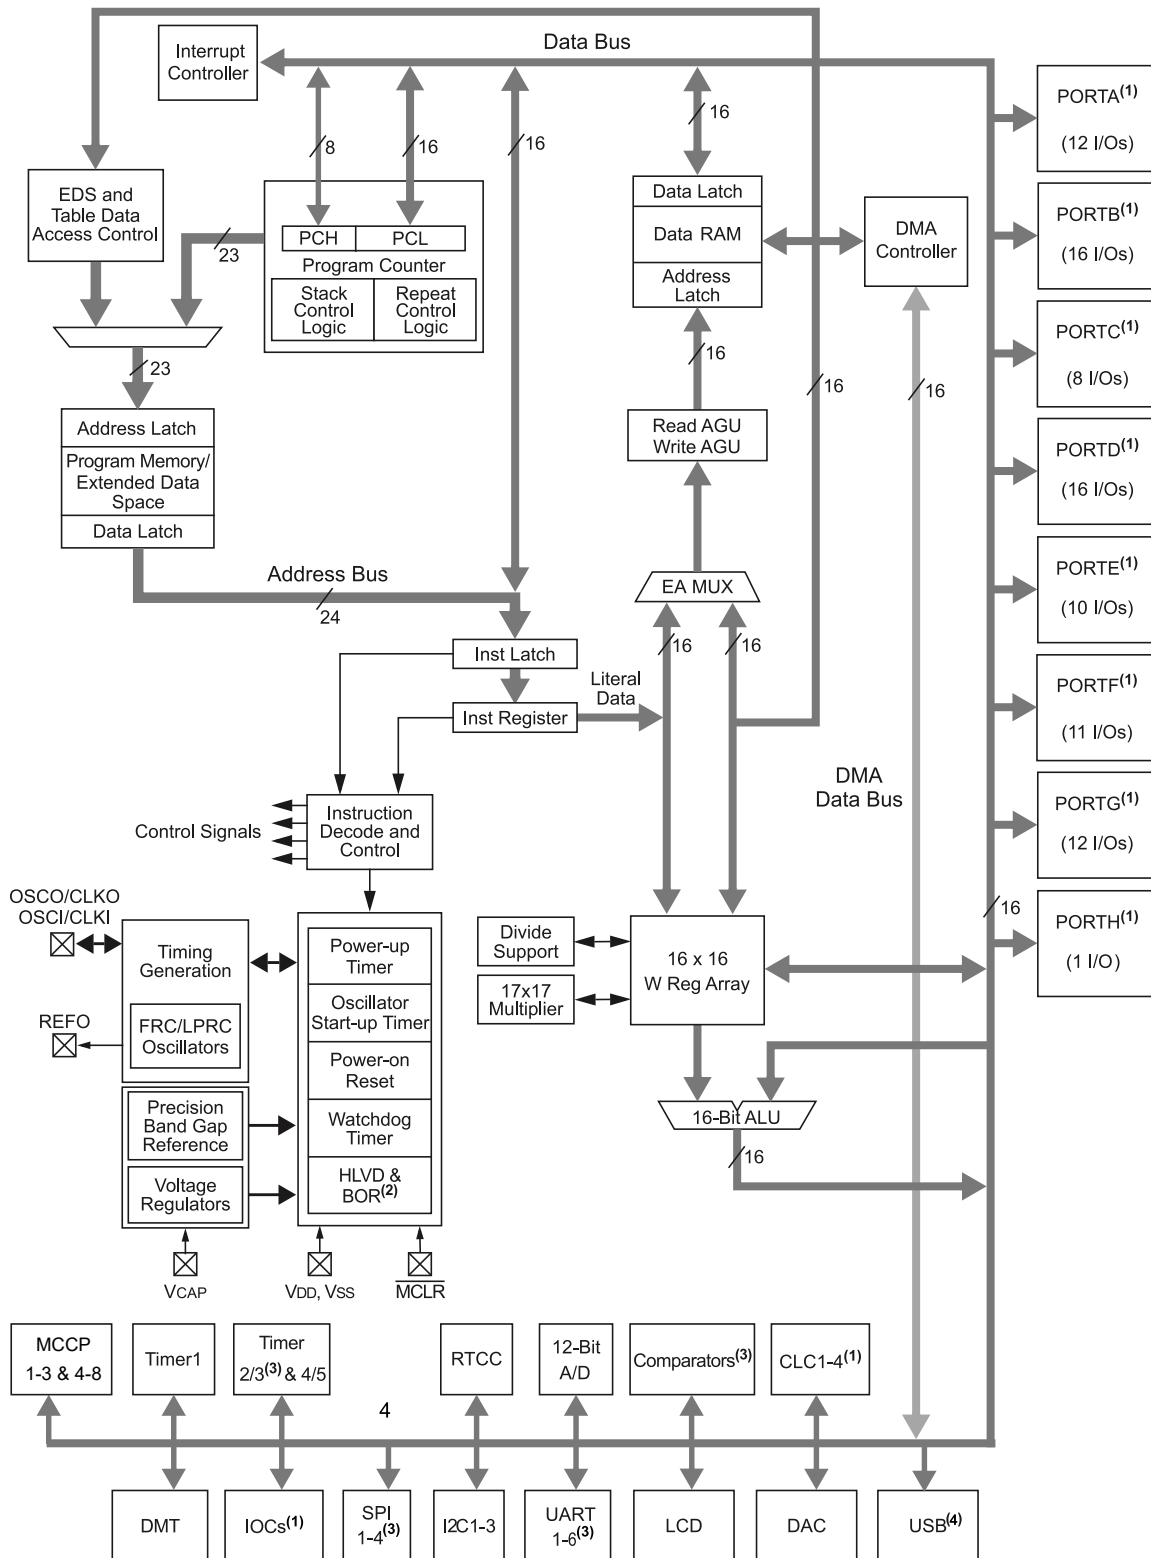 Data Bus
Interrupt
Controller
8
16
16
16
PORTA(1)
(12 I/Os)
EDS and
Table Data
Access Control
23
PCH
PCL
Program Counter
Stack
Control
Logic
Repeat
Control
Logic
Data Latch
Data RAM
Address
Latch
DMA
Controller
PORTB(1)
(16 I/Os)
23
16
16
16
PORTC(1)
(8 I/Os)
Address Latch
Program Memory/
Extended Data
Space
Data Latch
Read AGU
Write AGU
PORTD(1)
(16 I/Os)
Address Bus
24
EA MUX
16
16
PORTE(1)
(10 I/Os)
Inst Latch
Inst Register
Literal
Data
PORTF(1)
(11 I/Os)
DMA
Data Bus
Control Signals
Instruction
Decode and
Control
PORTG(1)
(12 I/Os)
16
PORTH(1)
(1 I/O)
OSCO/CLKO
OSCI/CLKI
Timing
Generation
REFO
FRC/LPRC
Oscillators
Precision
Band Gap
Reference
Voltage
Regulators
Power-up
Timer
Oscillator
Start-up Timer
Power-on
Reset
Watchdog
Timer
HLVD &
BOR(2)
Divide
Support
17x17
Multiplier
16 x 16
W Reg Array
16-Bit ALU
16
VCAP
VDD, VSS
MCLR
MCCP
1-3 & 4-8
Timer1
Timer
2/3(3) & 4/5
RTCC
12-Bit
A/D
Comparators(3)
CLC1-4(1)
4
DMT
IOCs(1)
SPI
1-4(3)
I2C1-3
UART
1-6(3)
LCD
DAC
USB(4)